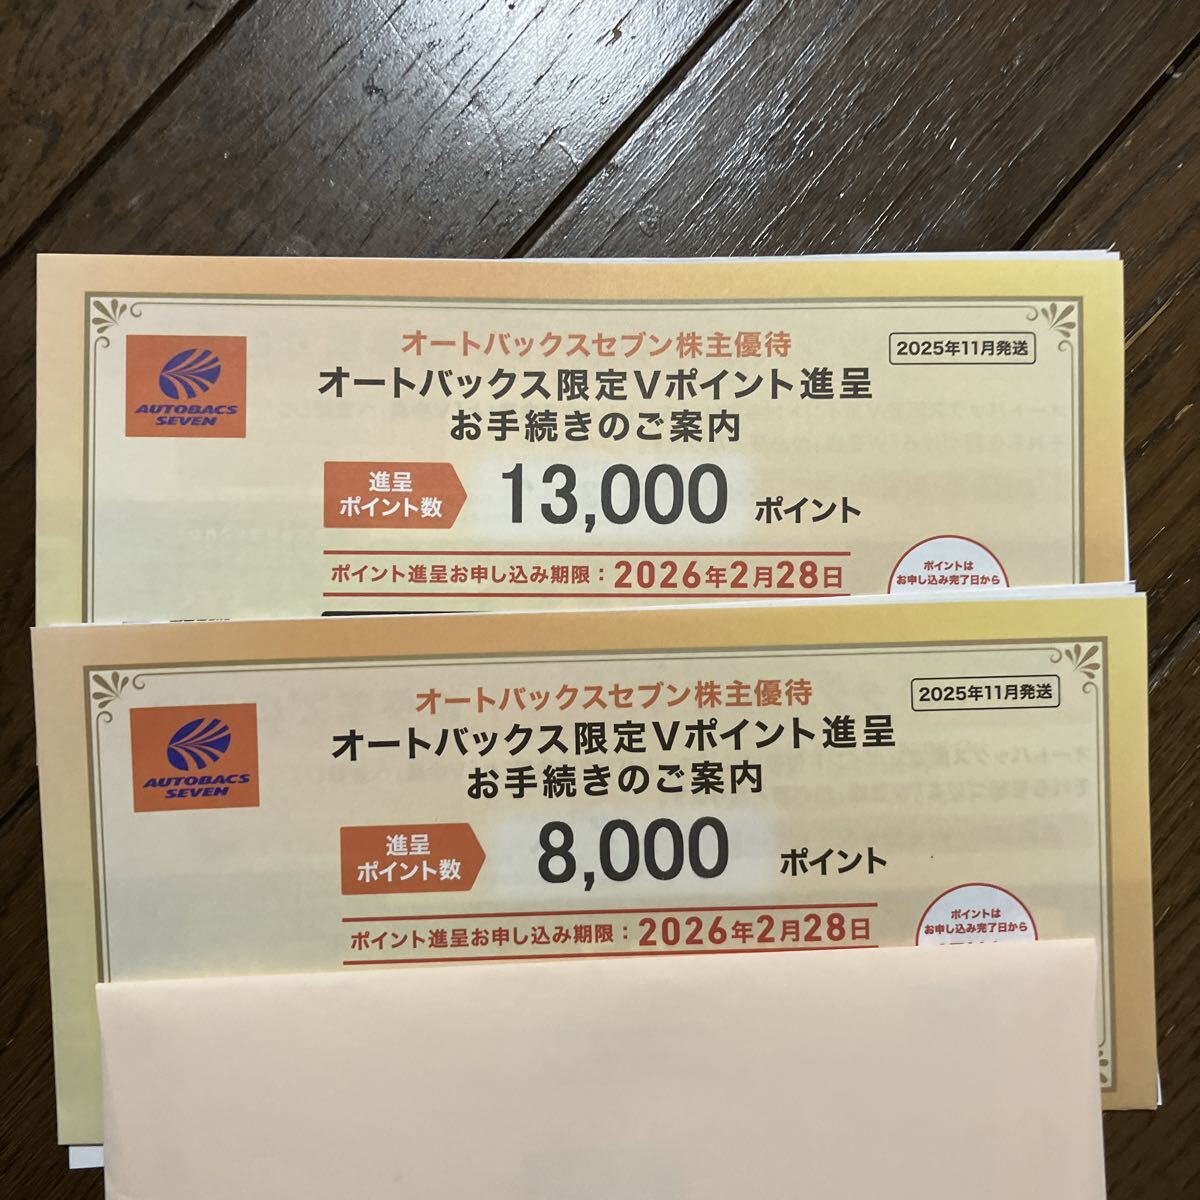 オートバックスセブン株主優待
2025年11月発送
AUTOBACS
SEVEN
オートバックス限定Vポイント進呈
お手続きのご案内
進呈
ポイント数
13,000 ポイント
ポイント進呈お申し込み期限：2026年2月28日
ポイントは
お申し込み完了日から
オートバックスセブン株主優待
2025年11月発送
AUTOBACS
SEVEN
オートバックス限定Vポイント進呈
お手続きのご案内
進呈
ポイント数
8,000 ポイント
ポイント進呈お申し込み期限：2026年2月28日
ポイントは
お申し込み完了日から